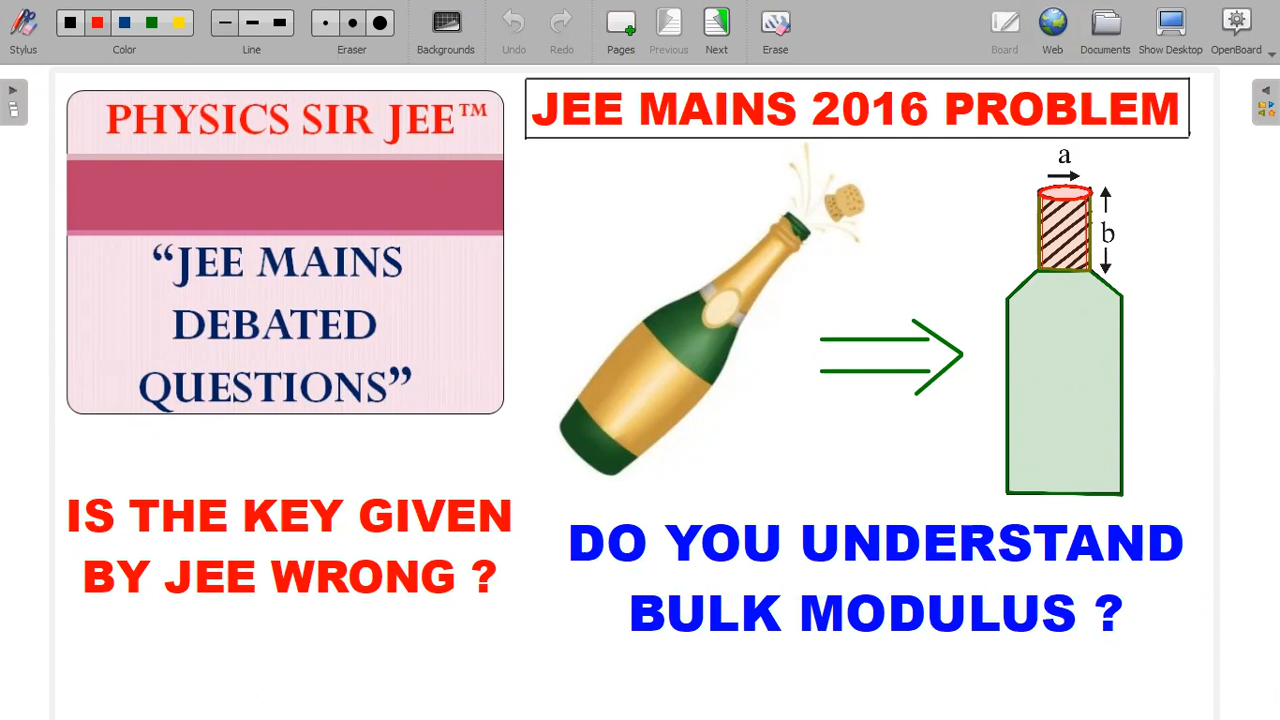 Stylus
Color
Line
Eraser
Backgrounds
Undo
Redo
Pages
Previous
Next
Erase
Board
Web
Documents
Show Desktop
OpenBoard
PHYSICS SIR JEE™
“JEE MAINS
DEBATED
QUESTIONS”
JEE MAINS 2016 PROBLEM
a
b
IS THE KEY GIVEN
BY JEE WRONG ?
DO YOU UNDERSTAND
BULK MODULUS ?